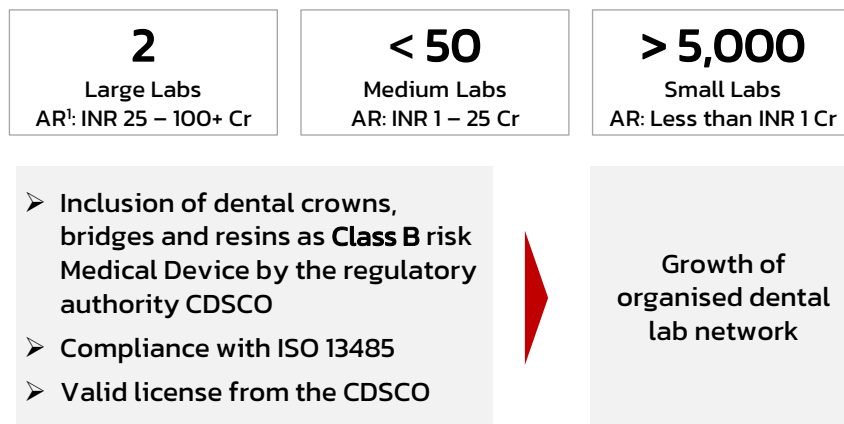 2
Large Labs
AR¹: INR 25 – 100+ Cr
< 50
Medium Labs
AR: INR 1 – 25 Cr
> 5,000
Small Labs
AR: Less than INR 1 Cr
➢ Inclusion of dental crowns,
bridges and resins as Class B risk
Medical Device by the regulatory
authority CDSCO
➢ Compliance with ISO 13485
➢ Valid license from the CDSCO
Growth of
organised dental
lab network